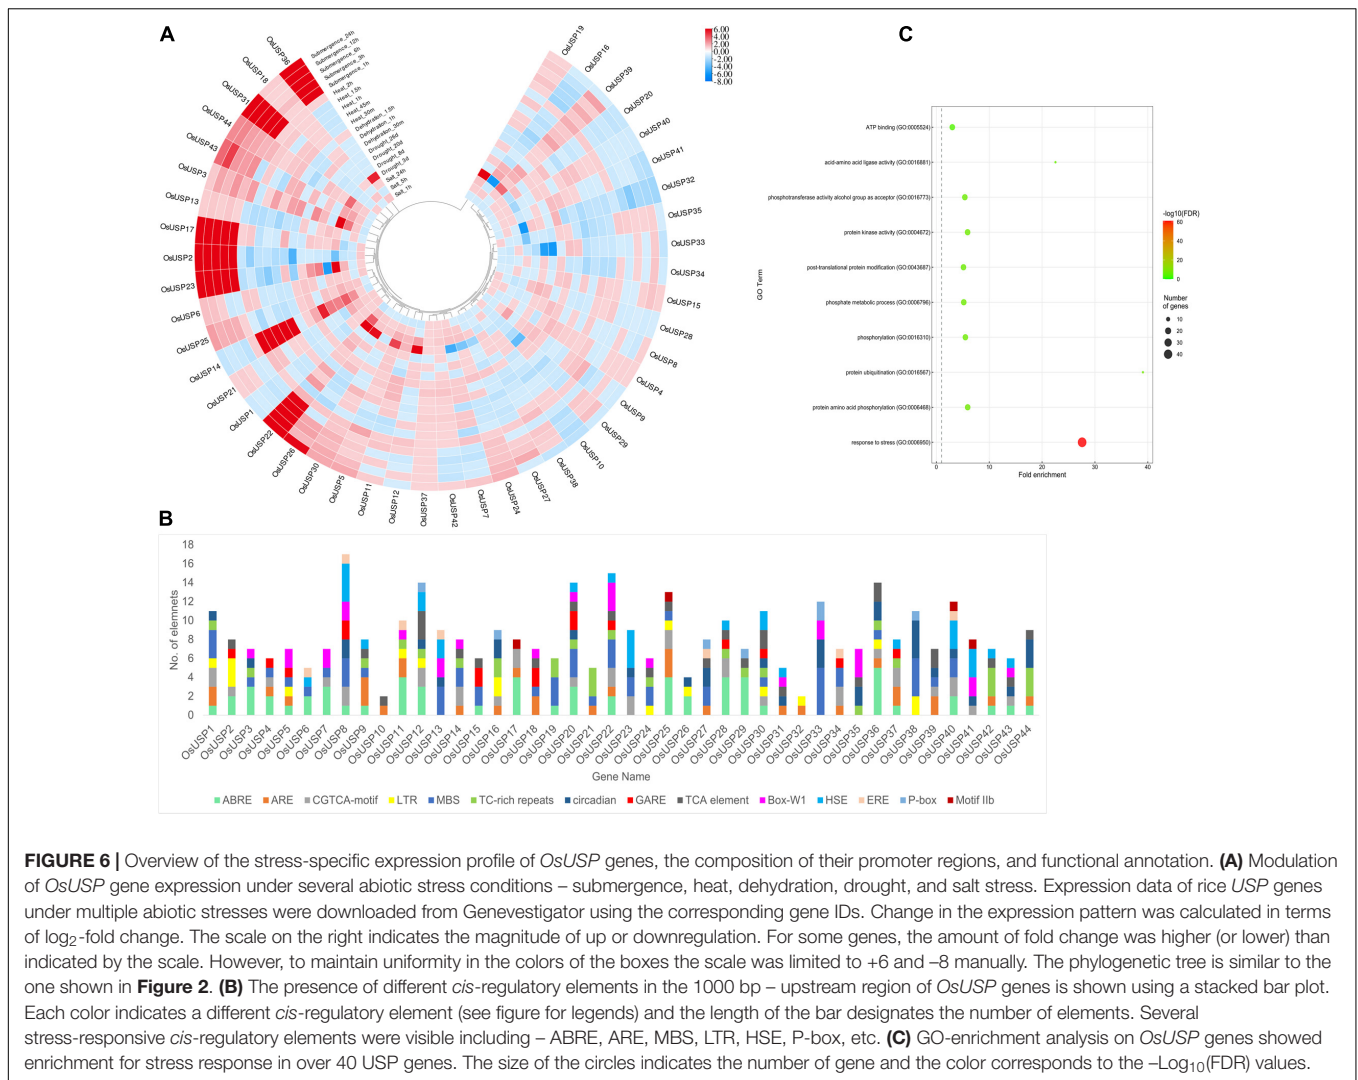 A
OsUSP36
OsUSP18
OsUSP31
OsUSP44
OsUSP43
OsUSP3
OsUSP13
OsUSP17
OsUSP2
OsUSP23
OsUSP6
OsUSP25
OsUSP14
OsUSP21
OsUSP1
OsUSP22
OsUSP26
OsUSP30
OsUSP5
OsUSP11
OsUSP12
OsUSP37
OsUSP42
OsUSP7
OsUSP24
OsUSP27
OsUSP38
OsUSP10
OsUSP29
OsUSP9
OsUSP4
OsUSP8
OsUSP28
OsUSP15
OsUSP34
OsUSP33
OsUSP35
OsUSP32
OsUSP41
OsUSP40
OsUSP20
OsUSP39
OsUSP16
OsUSP19
Submergence_24h
Submergence_12h
Submergence_6h
Submergence_3h
Submergence_1h
Heat_2h
Heat_1.5h
Heat_1h
Heat_45m
Heat_30m
Dehydration_1.5h
Dehydration_1h
Dehydration_30m
Drought_26d
Drought_20d
Drought_8d
Drought_3d
Salt_24h
Salt_5h
Salt_1h
6.00
4.00
2.00
0.00
-2.00
-4.00
-6.00
-8.00
C
GO Term
ATP binding (GO:0005524)
acid-amino acid ligase activity (GO:0016881)
phosphotransferase activity alcohol group as acceptor (GO:0016773)
protein kinase activity (GO:0004672)
post-translational protein modification (GO:0043687)
phosphate metabolic process (GO:0006796)
phosphorylation (GO:0016310)
protein ubiquitination (GO:0016567)
protein amino acid phosphorylation (GO:0006468)
response to stress (GO:0006950)
0 10 20 30 40
Fold enrichment
-log10(FDR)
60
40
20
0
Number
of genes
10
20
30
40
B
No. of elemnets
18
16
14
12
10
8
6
4
2
0
OsUSP1 OsUSP2 OsUSP3 OsUSP4 OsUSP5 OsUSP6 OsUSP7 OsUSP8 OsUSP9 OsUSP10 OsUSP11 OsUSP12 OsUSP13 OsUSP14 OsUSP15 OsUSP16 OsUSP17 OsUSP18 OsUSP19 OsUSP20 OsUSP21 OsUSP22 OsUSP23 OsUSP24 OsUSP25 OsUSP26 OsUSP27 OsUSP28 OsUSP29 OsUSP30 OsUSP31 OsUSP32 OsUSP33 OsUSP34 OsUSP35 OsUSP36 OsUSP37 OsUSP38 OsUSP39 OsUSP40 OsUSP41 OsUSP42 OsUSP43 OsUSP44
Gene Name
ABRE ARE CGTCA-motif LTR MBS TC-rich repeats circadian GARE TCA element Box-W1 HSE ERE P-box Motif IIb
FIGURE 6 | Overview of the stress-specific expression profile of OsUSP genes, the composition of their promoter regions, and functional annotation. (A) Modulation
of OsUSP gene expression under several abiotic stress conditions – submergence, heat, dehydration, drought, and salt stress. Expression data of rice USP genes
under multiple abiotic stresses were downloaded from Genevestigator using the corresponding gene IDs. Change in the expression pattern was calculated in terms
of log2-fold change. The scale on the right indicates the magnitude of up or downregulation. For some genes, the amount of fold change was higher (or lower) than
indicated by the scale. However, to maintain uniformity in the colors of the boxes the scale was limited to +6 and –8 manually. The phylogenetic tree is similar to the
one shown in Figure 2. (B) The presence of different cis-regulatory elements in the 1000 bp – upstream region of OsUSP genes is shown using a stacked bar plot.
Each color indicates a different cis-regulatory element (see figure for legends) and the length of the bar designates the number of elements. Several
stress-responsive cis-regulatory elements were visible including – ABRE, ARE, MBS, LTR, HSE, P-box, etc. (C) GO-enrichment analysis on OsUSP genes showed
enrichment for stress response in over 40 USP genes. The size of the circles indicates the number of gene and the color corresponds to the –Log10(FDR) values.